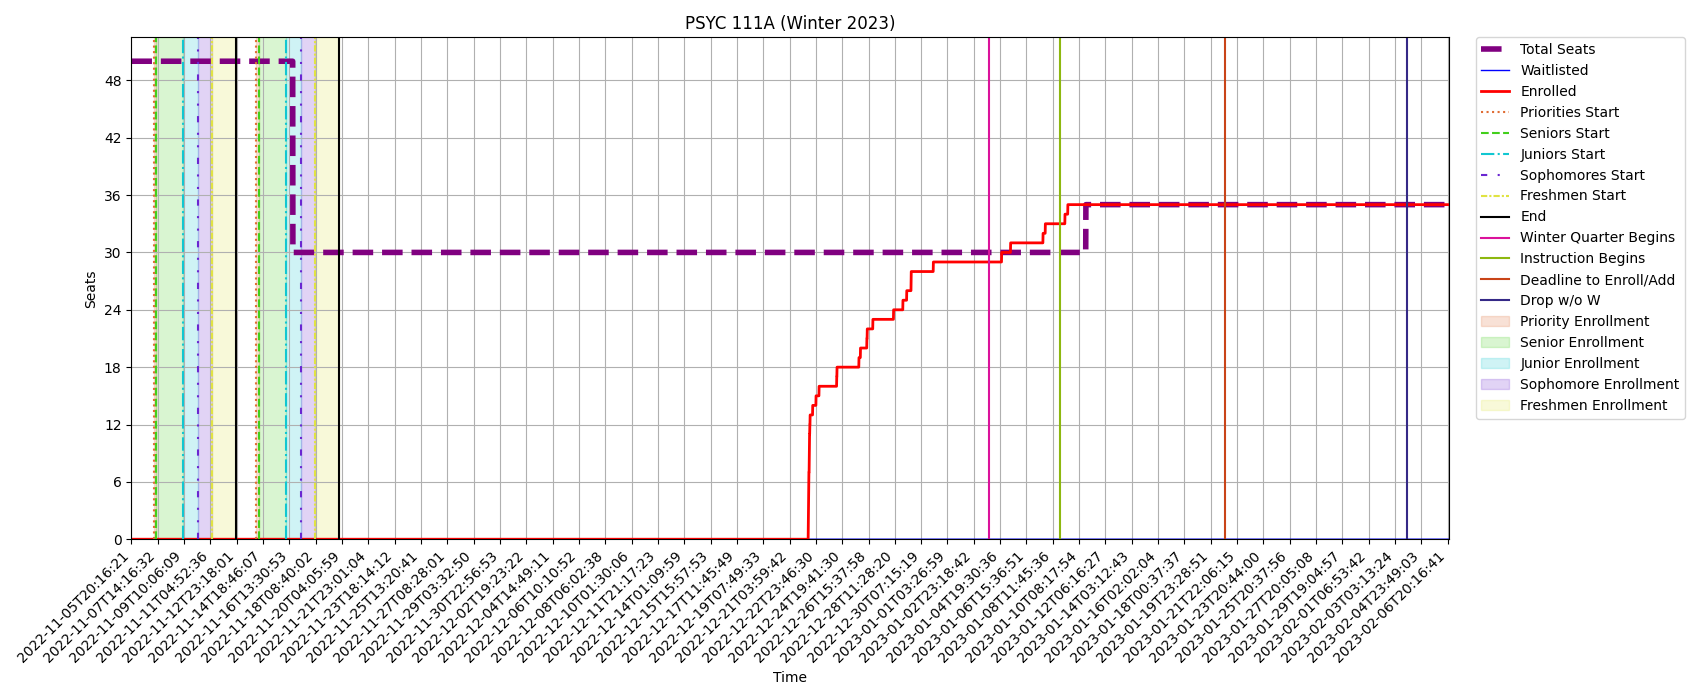 PSYC 111A (Winter 2023)
Seats
48
42
36
30
24
18
12
6
0
2022-11-05T20:16:21
2022-11-07T14:16:32
2022-11-09T10:06:09
2022-11-11T04:52:36
2022-11-12T23:18:01
2022-11-14T18:46:07
2022-11-16T13:30:53
2022-11-18T08:40:02
2022-11-20T04:05:59
2022-11-21T23:01:04
2022-11-23T18:14:12
2022-11-25T13:20:41
2022-11-27T08:28:01
2022-11-29T03:32:50
2022-11-30T22:56:53
2022-12-02T19:23:22
2022-12-04T14:49:11
2022-12-06T10:10:52
2022-12-08T06:02:38
2022-12-10T01:30:06
2022-12-11T21:17:23
2022-12-14T01:09:59
2022-12-15T15:57:53
2022-12-17T11:45:49
2022-12-19T07:49:33
2022-12-21T03:59:42
2022-12-22T23:46:30
2022-12-24T19:41:30
2022-12-26T15:37:58
2022-12-28T11:28:20
2022-12-30T07:15:19
2023-01-01T03:26:59
2023-01-02T23:18:42
2023-01-04T19:30:36
2023-01-06T15:36:51
2023-01-08T11:45:36
2023-01-10T08:17:54
2023-01-12T06:16:27
2023-01-14T03:12:43
2023-01-16T02:02:04
2023-01-18T00:37:37
2023-01-19T23:28:51
2023-01-21T22:06:15
2023-01-23T20:44:00
2023-01-25T20:37:56
2023-01-27T20:05:08
2023-01-29T19:04:57
2023-02-01T06:53:42
2023-02-03T03:13:24
2023-02-04T23:49:03
2023-02-06T20:16:41
Time
Total Seats
Waitlisted
Enrolled
Priorities Start
Seniors Start
Juniors Start
Sophomores Start
Freshmen Start
End
Winter Quarter Begins
Instruction Begins
Deadline to Enroll/Add
Drop w/o W
Priority Enrollment
Senior Enrollment
Junior Enrollment
Sophomore Enrollment
Freshmen Enrollment